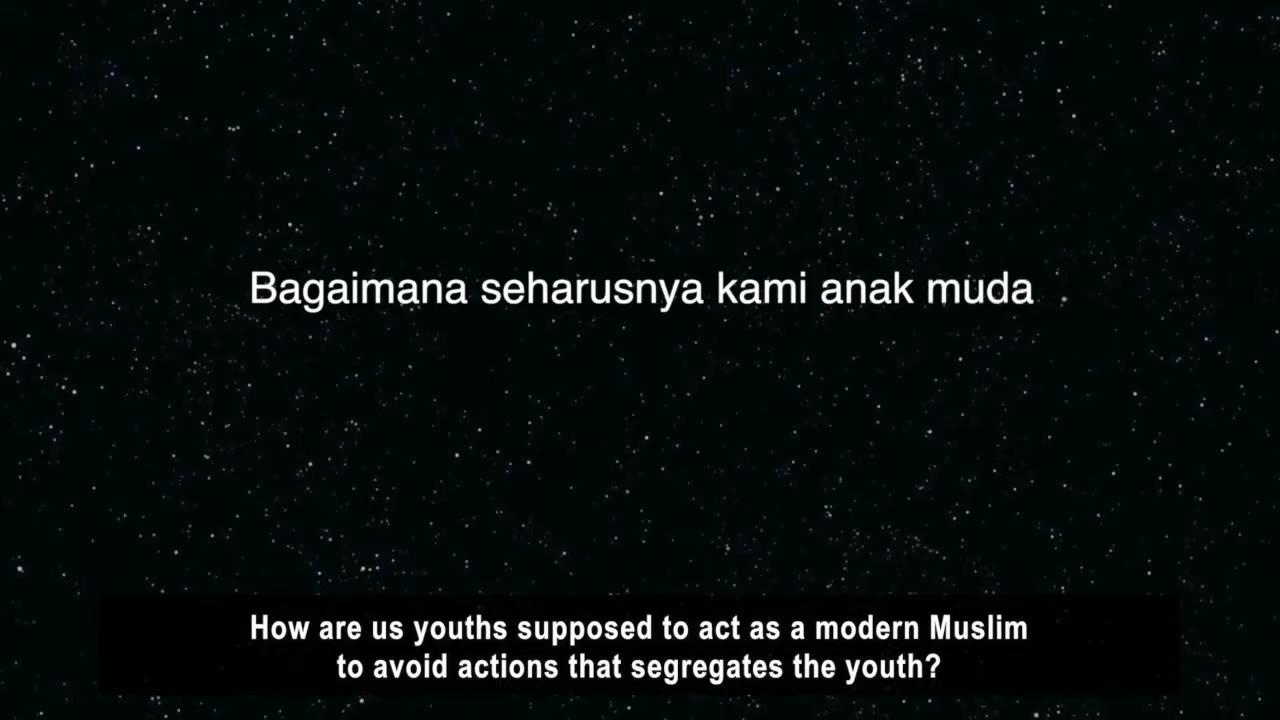 Bagaimana seharusnya kami anak muda
How are us youths supposed to act as a modern Muslim
to avoid actions that segregates the youth?